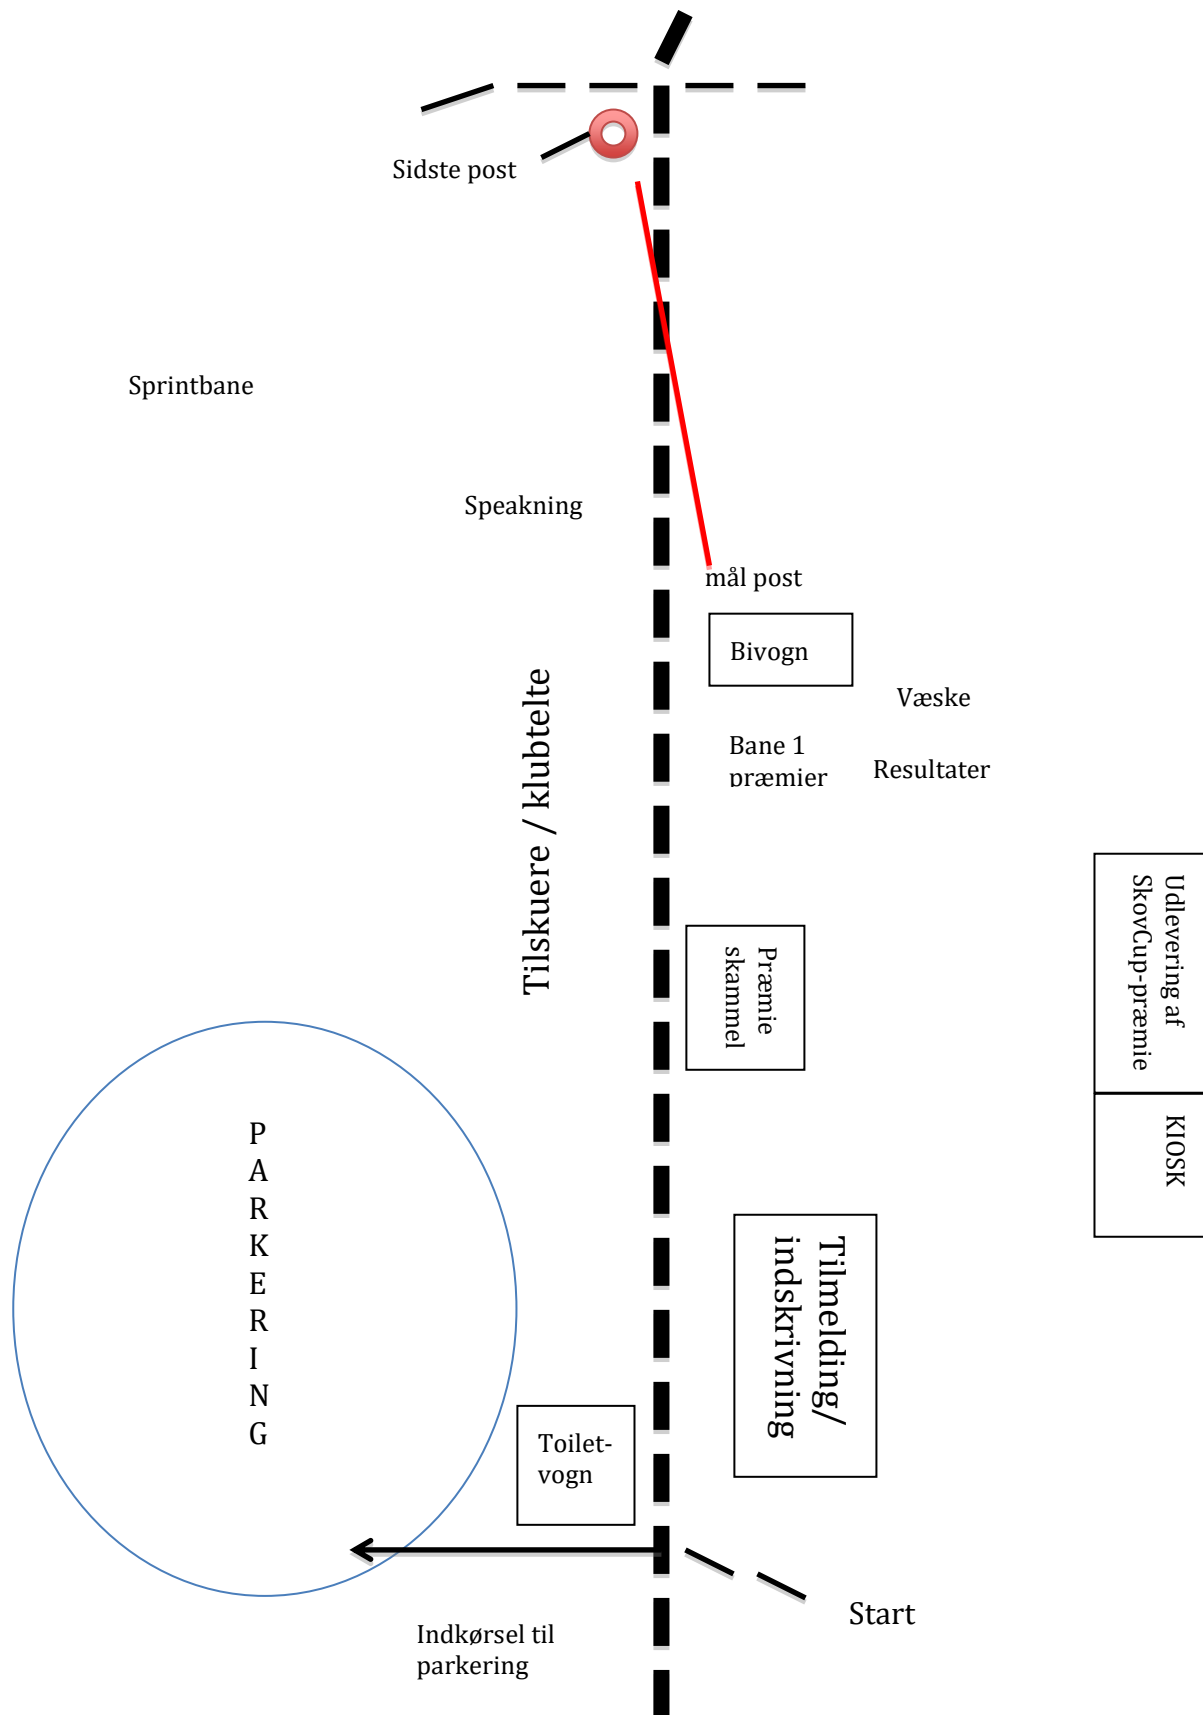 Sidste post
Sprintbane
Speakning
mål post
Bivogn
Væske
Bane 1
præmier
Resultater
Tilskuere / klubtelte
Udlevering af
SkovCup-præmie
Præmie
skammel
KIOSK
PARKERING
Tilmelding/
indskrivning
Toilet-
vogn
Start
Indkørsel til
parkering